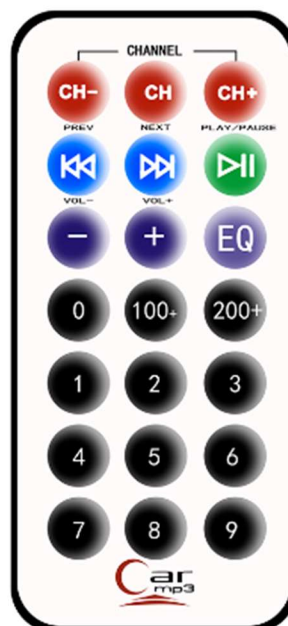 CHANNEL
CH- CH CH+
PREV NEXT PLAY/PAUSE
VOL- VOL+
- + EQ
0 100+ 200+
1 2 3
4 5 6
7 8 9
Car
mp3